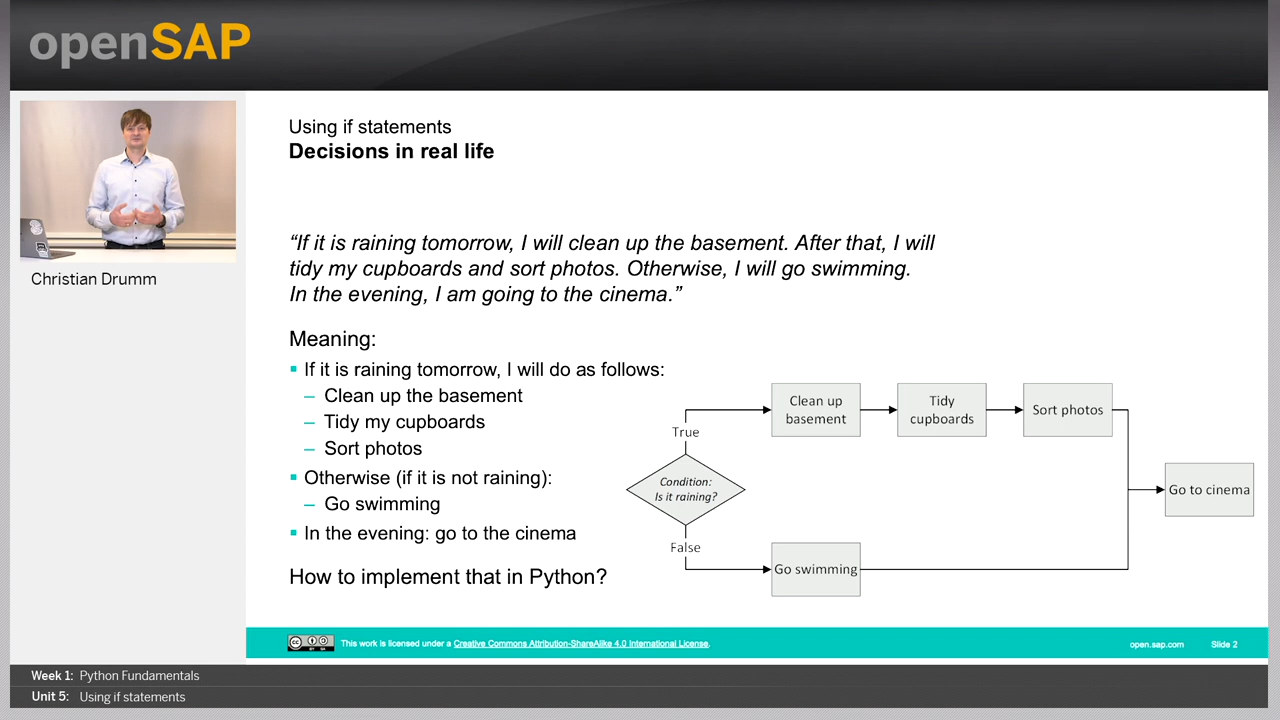 openSAP
Christian Drumm
Using if statements
Decisions in real life
“If it is raining tomorrow, I will clean up the basement. After that, I will
tidy my cupboards and sort photos. Otherwise, I will go swimming.
In the evening, I am going to the cinema.”
Meaning:
If it is raining tomorrow, I will do as follows:
– Clean up the basement
– Tidy my cupboards
– Sort photos
Otherwise (if it is not raining):
– Go swimming
In the evening: go to the cinema
How to implement that in Python?
Condition:
Is it raining?
True
Clean up
basement
Tidy
cupboards
Sort photos
False
Go swimming
Go to cinema
This work is licensed under a Creative Commons Attribution-ShareAlike 4.0 International License.
open.sap.com
Slide 2
Week 1: Python Fundamentals
Unit 5: Using if statements